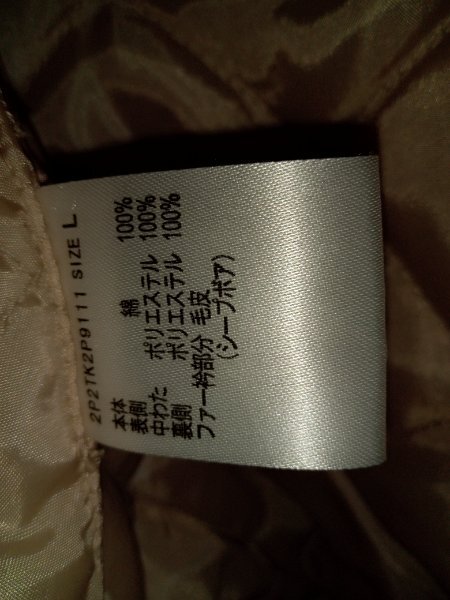 2P2TK2P9111 SIZE L
本体
表側 綿 100%
中わた ポリエステル 100%
裏側 ポリエステル 100%
ファー衿部分 毛皮
(シープボア)